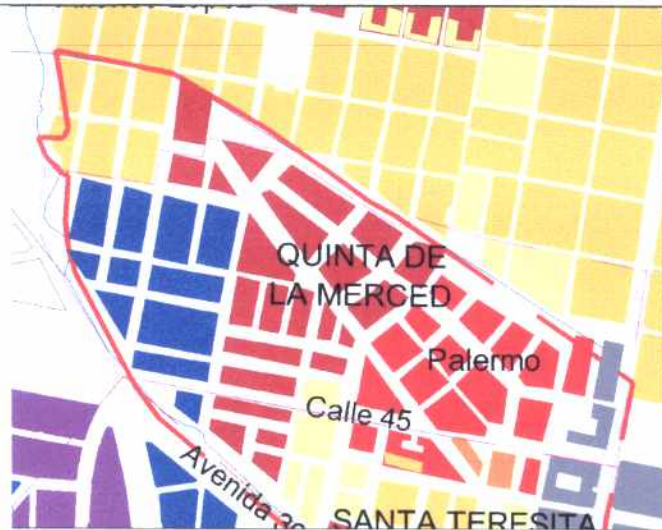 QUINTA DE
LA MERCED
Palermo
Calle 45
Avenida
SANTA TERESITA